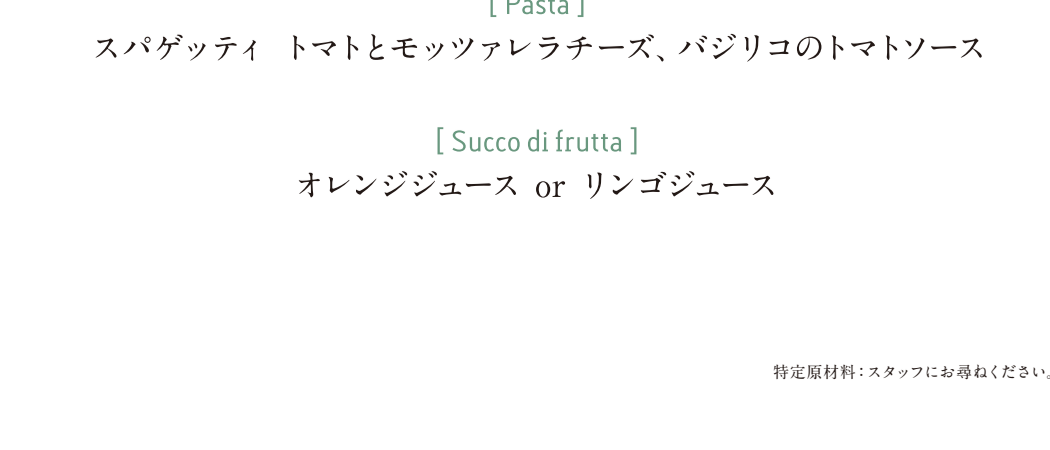 [ Pasta ]
スパゲッティ　トマトとモッツァレラチーズ、バジリコのトマトソース
[ Succo di frutta ]
オレンジジュース or リンゴジュース
特定原材料：スタッフにお尋ねください。